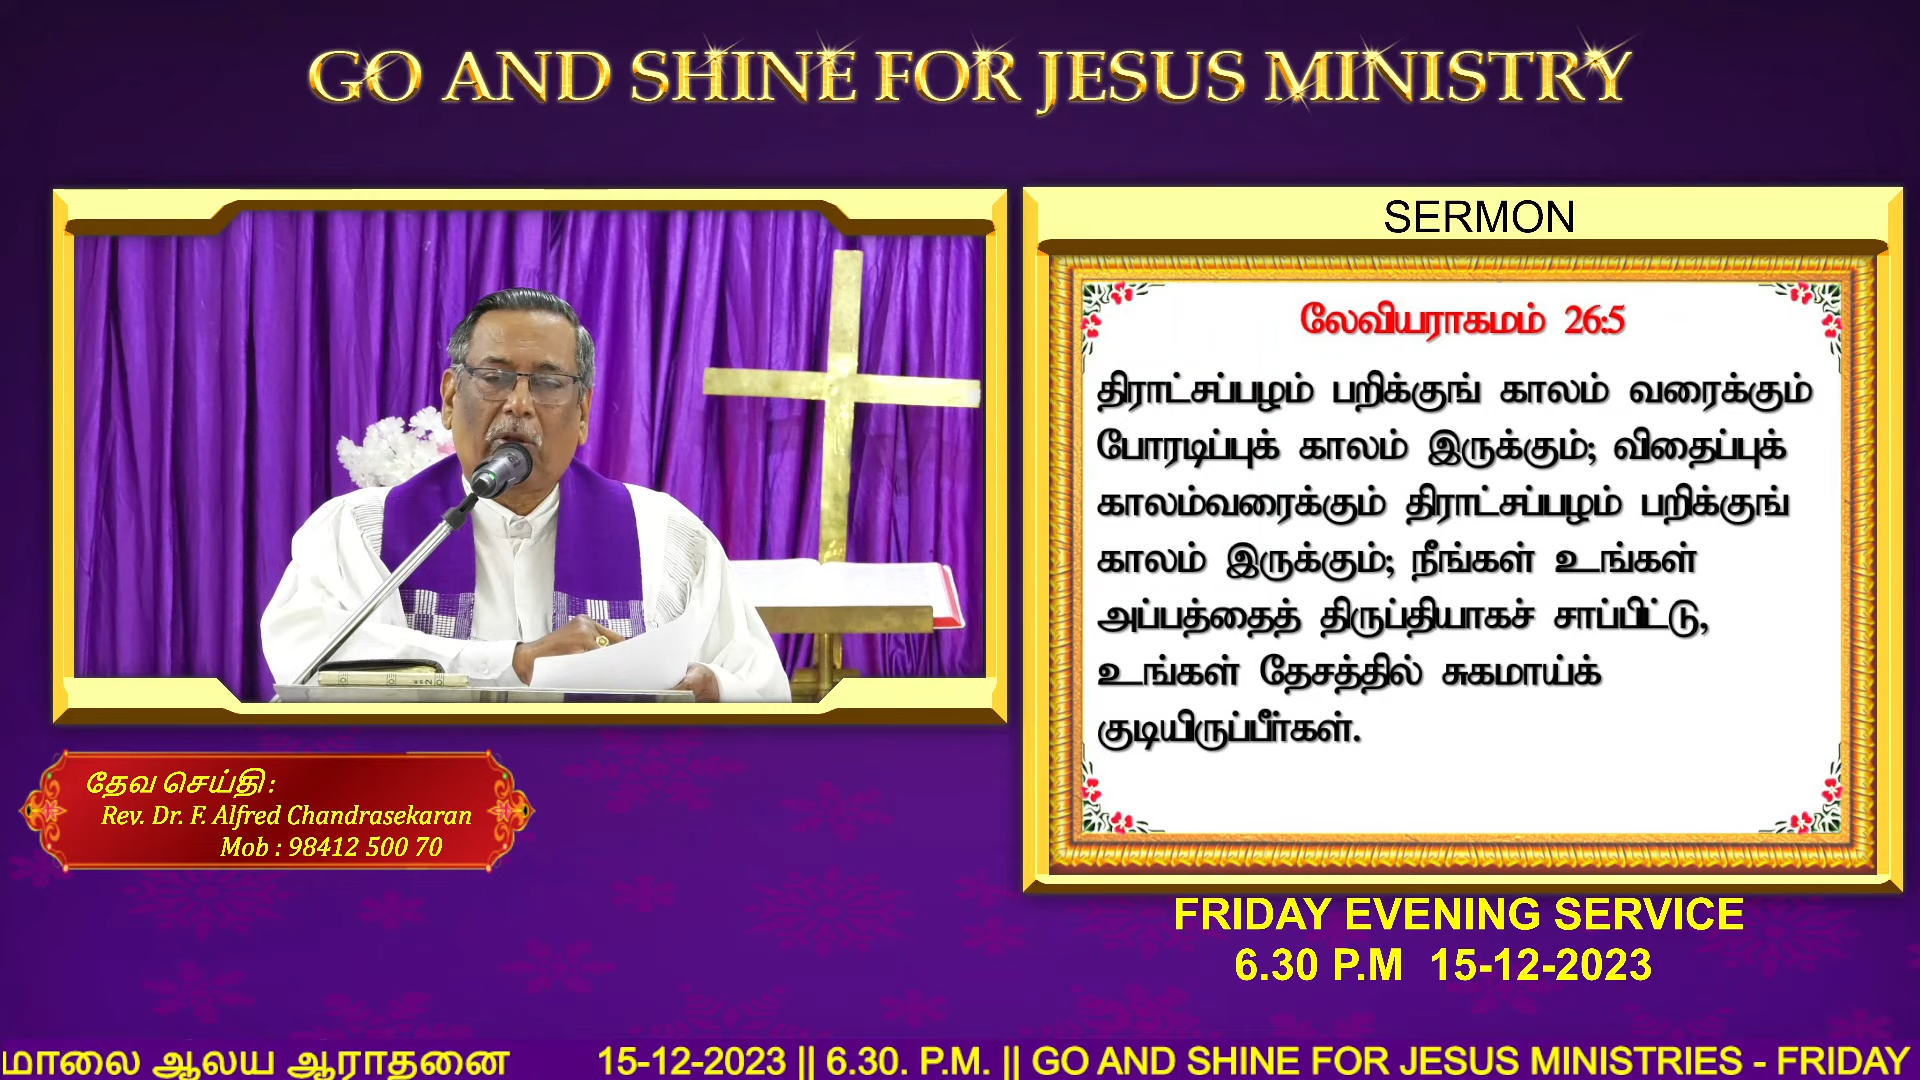 GO AND SHINE FOR JESUS MINISTRY
SERMON
லேவியராகமம் 26:5
திராட்சப்பழம் பறிக்குங் காலம் வரைக்கும்
போரடிப்புக் காலம் இருக்கும்; விதைப்புக்
காலம்வரைக்கும் திராட்சப்பழம் பறிக்குங்
காலம் இருக்கும்; நீங்கள் உங்கள்
அப்பத்தைத் திருப்தியாகச் சாப்பிட்டு,
உங்கள் தேசத்தில் சுகமாய்க்
குடியிருப்பீர்கள்.
தேவ செய்தி :
Rev. Dr. F. Alfred Chandrasekaran
Mob : 98412 500 70
FRIDAY EVENING SERVICE
6.30 P.M 15-12-2023
மாலை ஆலய ஆராதனை 15-12-2023 || 6.30. P.M. || GO AND SHINE FOR JESUS MINISTRIES - FRIDAY